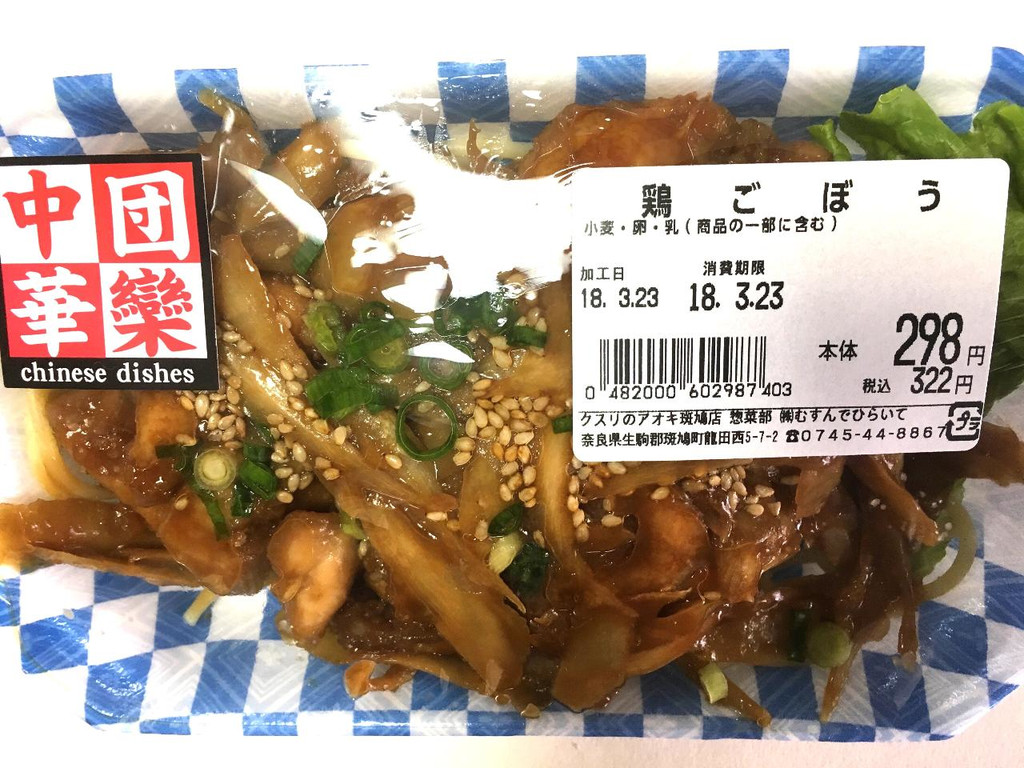 中団
華欒
chinese dishes
鶏ごぼう
小麦・卵・乳(商品の一部に含む)
加工日 消費期限
18. 3.23 18. 3.23
本体 298円
税込 322円
0 482000 602987 403
クスリのアオキ斑鳩店 惣菜部 ㈱むすんでひらいて
奈良県生駒郡斑鳩町龍田西5-7-2 ☎0745-44-8867
プラ